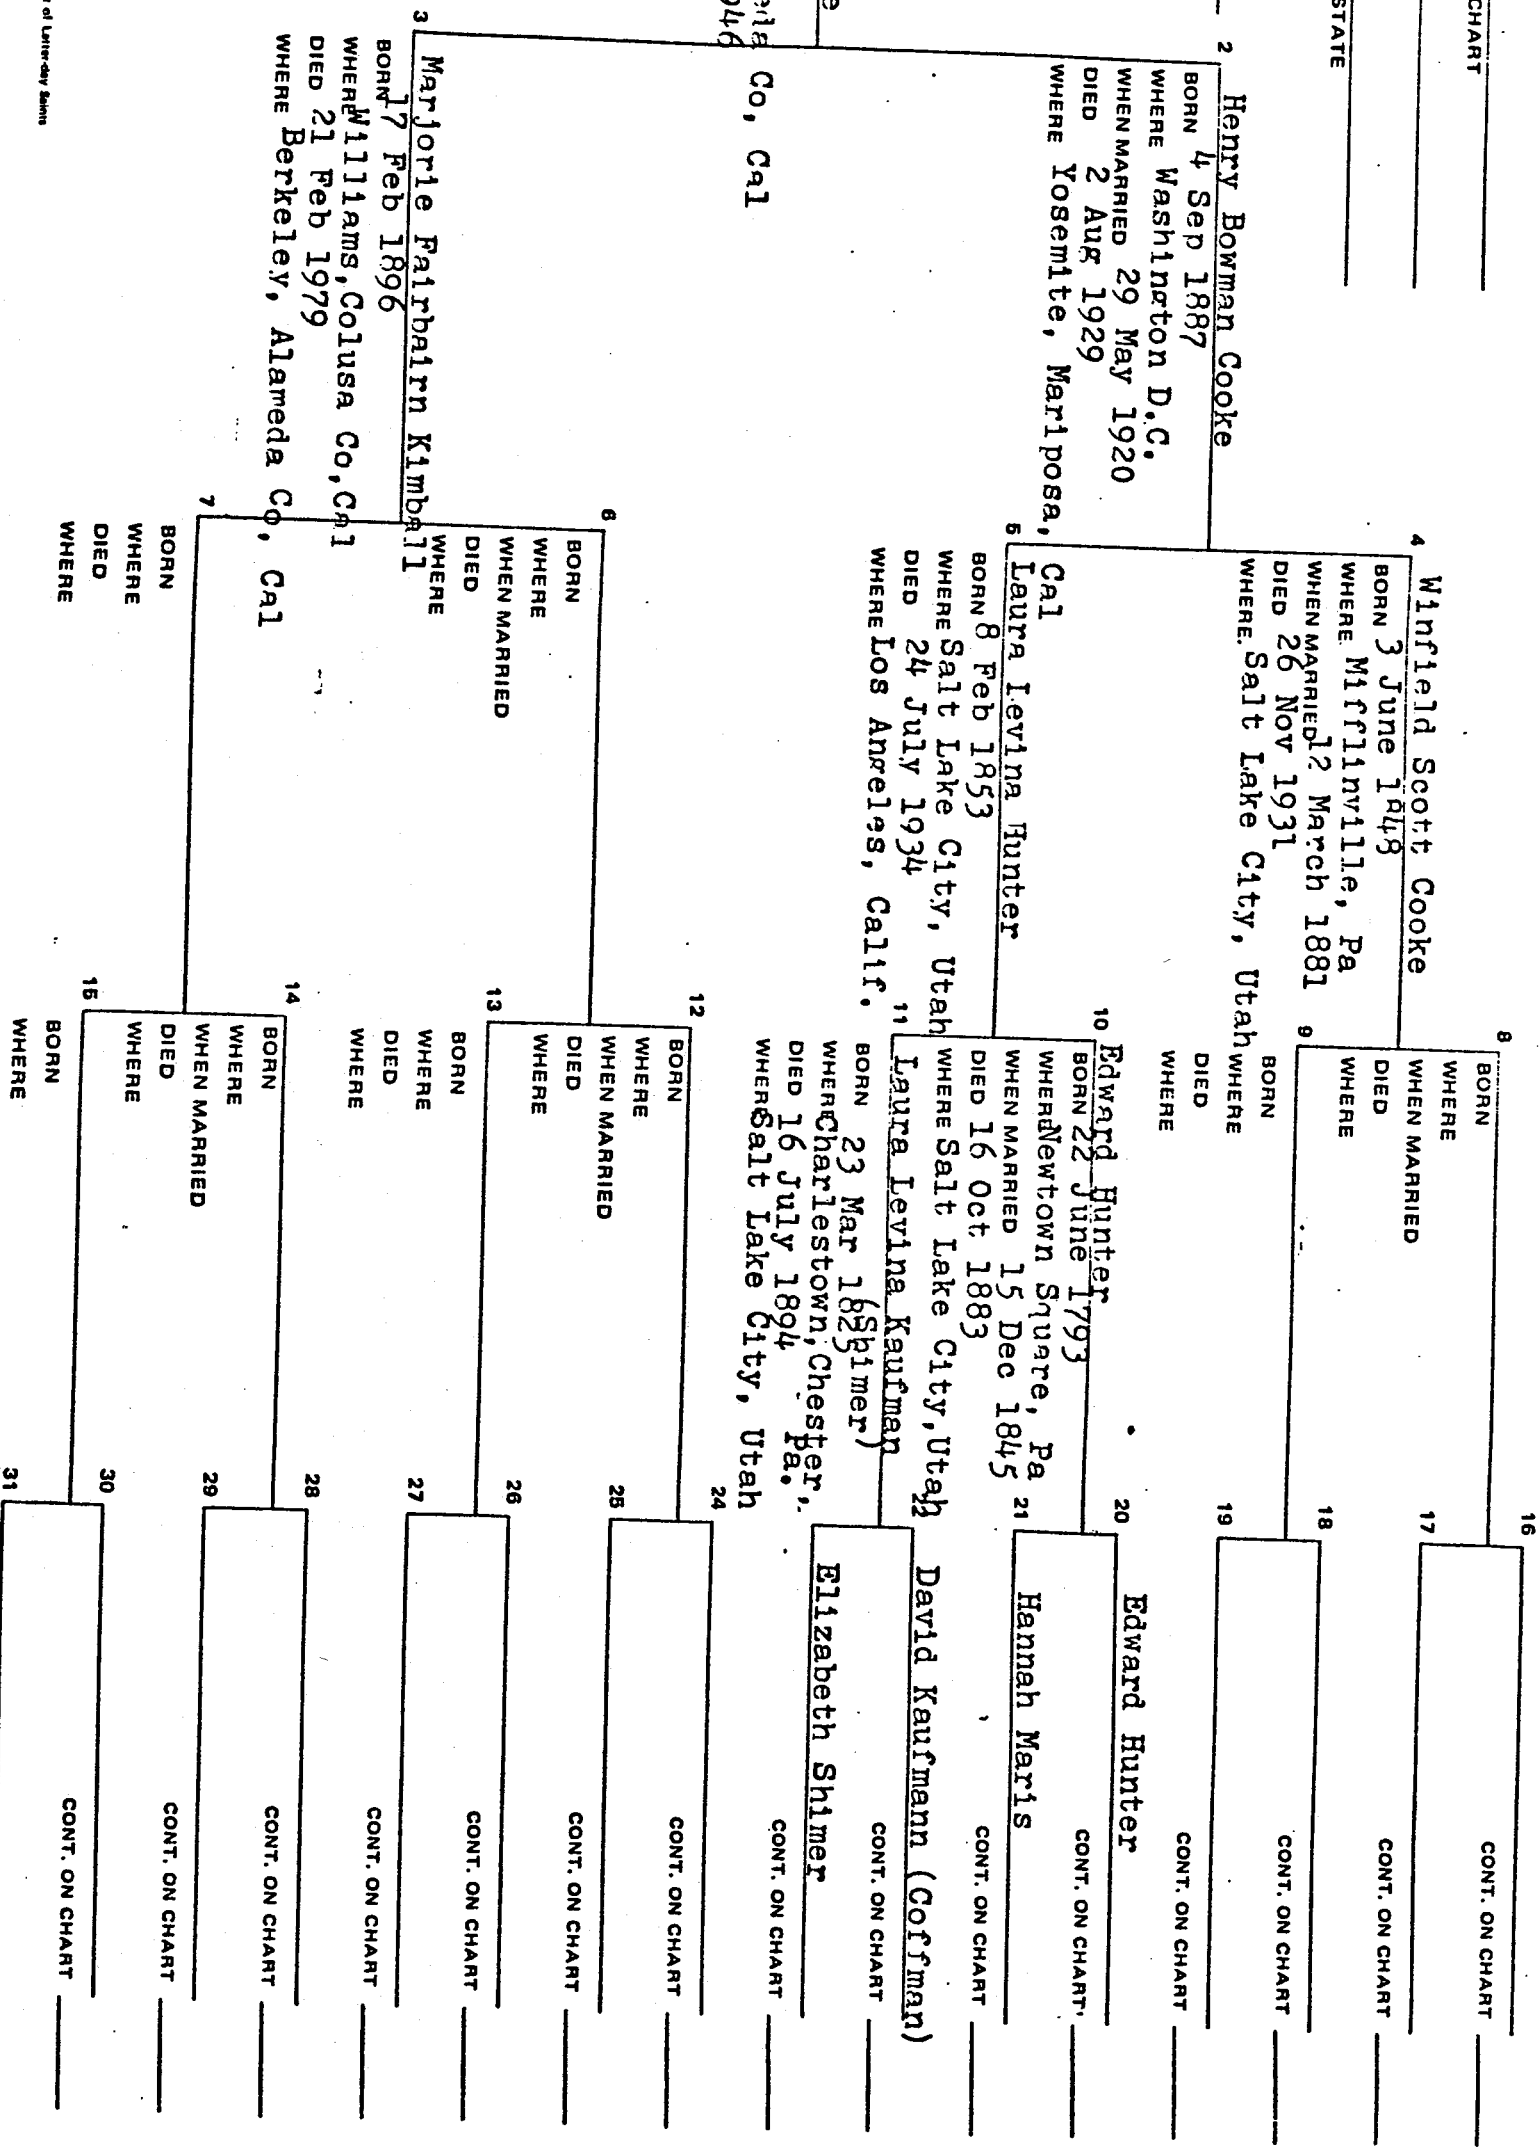 CHART
STATE
2
Henry Bowman Cooke
BORN 4 Sep 1887
WHERE Washington D.C.
WHEN MARRIED 29 May 1920
DIED 2 Aug 1929
WHERE Yosemite, Mariposa, Cal
Co, Cal
3
Marjorie Fairbairn Kimball
BORN 17 Feb 1896
WHERE Williams, Colusa Co, Cal
DIED 21 Feb 1979
WHERE Berkeley, Alameda Co, Cal
of Latter-day Saints
4
Winfield Scott Cooke
BORN 3 June 1848
WHERE Mifflinville, Pa
WHEN MARRIED 12 March 1881
DIED 26 Nov 1931
WHERE Salt Lake City, Utah
5
Laura Levina Hunter
BORN 8 Feb 1853
WHERE Salt Lake City, Utah
DIED 24 July 1934
WHERE Los Angeles, Calif.
6
BORN
WHERE
WHEN MARRIED
DIED
WHERE
7
BORN
WHERE
DIED
WHERE
8
BORN
WHERE
WHEN MARRIED
DIED
WHERE
9
BORN
WHERE
DIED
WHERE
10
Edward Hunter
BORN 22 June 1793
WHERE Newtown Square, Pa
WHEN MARRIED 15 Dec 1845
DIED 16 Oct 1883
WHERE Salt Lake City, Utah
11
Laura Levina Kaufman
(Shimer)
BORN 23 Mar 1825
WHERE Charlestown, Chester, Pa.
DIED 16 July 1894
WHERE Salt Lake City, Utah
12
BORN
WHERE
WHEN MARRIED
DIED
WHERE
13
BORN
WHERE
DIED
WHERE
14
BORN
WHERE
WHEN MARRIED
DIED
WHERE
15
BORN
WHERE
16
CONT. ON CHART
17
CONT. ON CHART
18
CONT. ON CHART
19
CONT. ON CHART
20
Edward Hunter
CONT. ON CHART
21
Hannah Maris
CONT. ON CHART
22
David Kaufmann (Coffman)
CONT. ON CHART
Elizabeth Shimer
CONT. ON CHART
24
CONT. ON CHART
25
CONT. ON CHART
26
CONT. ON CHART
27
CONT. ON CHART
28
CONT. ON CHART
29
CONT. ON CHART
30
CONT. ON CHART
31